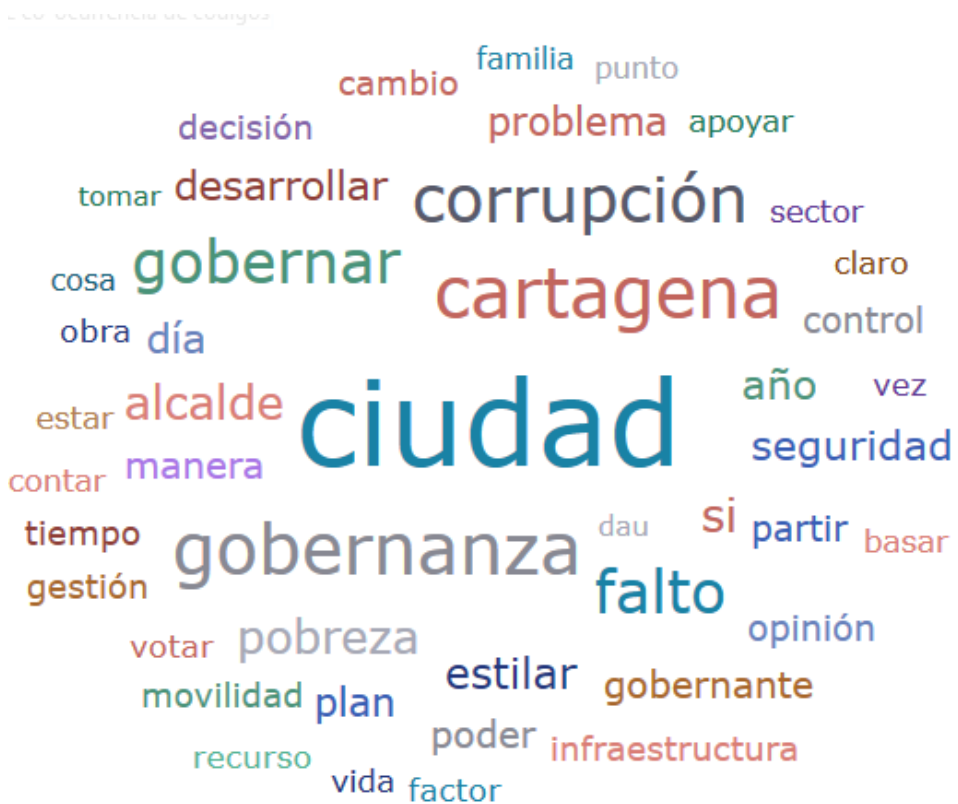 familia punto
cambio
decisión problema apoyar
tomar desarrollar corrupción sector
cosa gobernar cartagena claro
obra día control
estar alcalde ciudad año vez
contar manera seguridad
tiempo gobernanza dau si partir basar
gestión falto
votar pobreza opinión
movilidad plan estilar gobernante
recurso poder infraestructura
vida factor